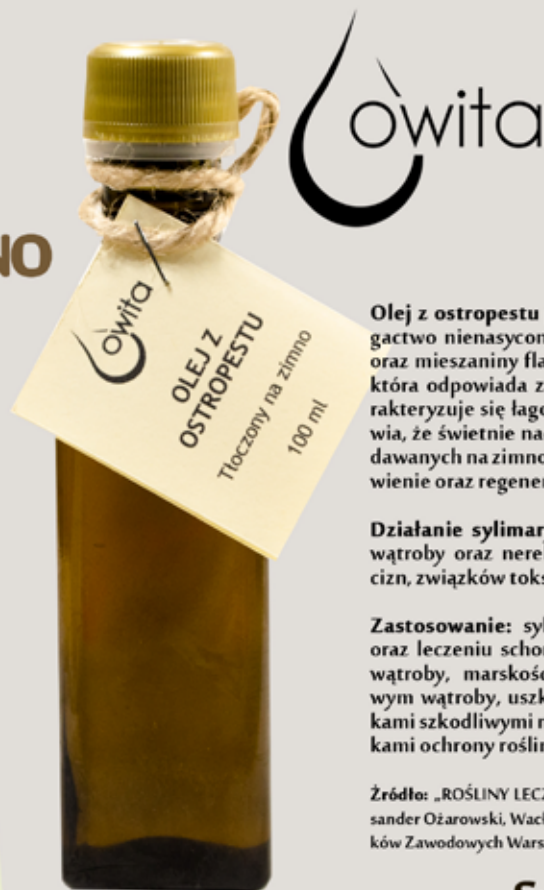 Òwita
NO
Òwita
OLEJ Z
OSTROPESTU
Tłoczony na zimno
100 ml
Olej z ostropestu
gactwo nienasycon
oraz mieszaniny fla
która odpowiada z
rakteryzuje się łago
wia, że świetnie na
dawanych na zimno
wienie oraz regener
Działanie sylimar
wątroby oraz nere
cizn, związków toks
Zastosowanie: syl
oraz leczeniu schor
wątroby, marskośc
wym wątroby, uszk
kami szkodliwymi
kami ochrony roślin
Źródło: „ROŚLINY LECZ
sander Ożarowski, Wacł
ków Zawodowych Wars